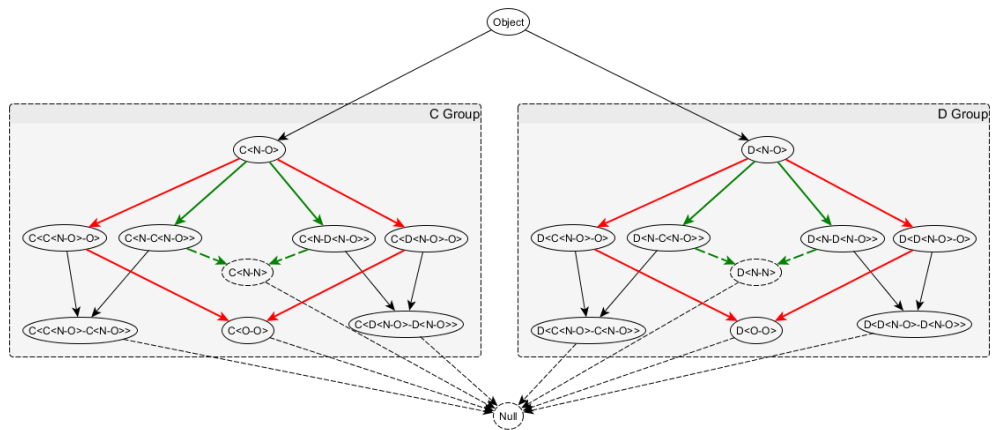 Object
C Group
D Group
C<N-O>
D<N-O>
C<C<N-O>-O>
C<N-C<N-O>>
C<N-D<N-O>>
C<D<N-O>-O>
D<C<N-O>-O>
D<N-C<N-O>>
D<N-D<N-O>>
D<D<N-O>-O>
C<N-N>
D<N-N>
C<C<N-O>-C<N-O>>
C<O-O>
C<D<N-O>-D<N-O>>
D<C<N-O>-C<N-O>>
D<O-O>
D<D<N-O>-D<N-O>>
Null